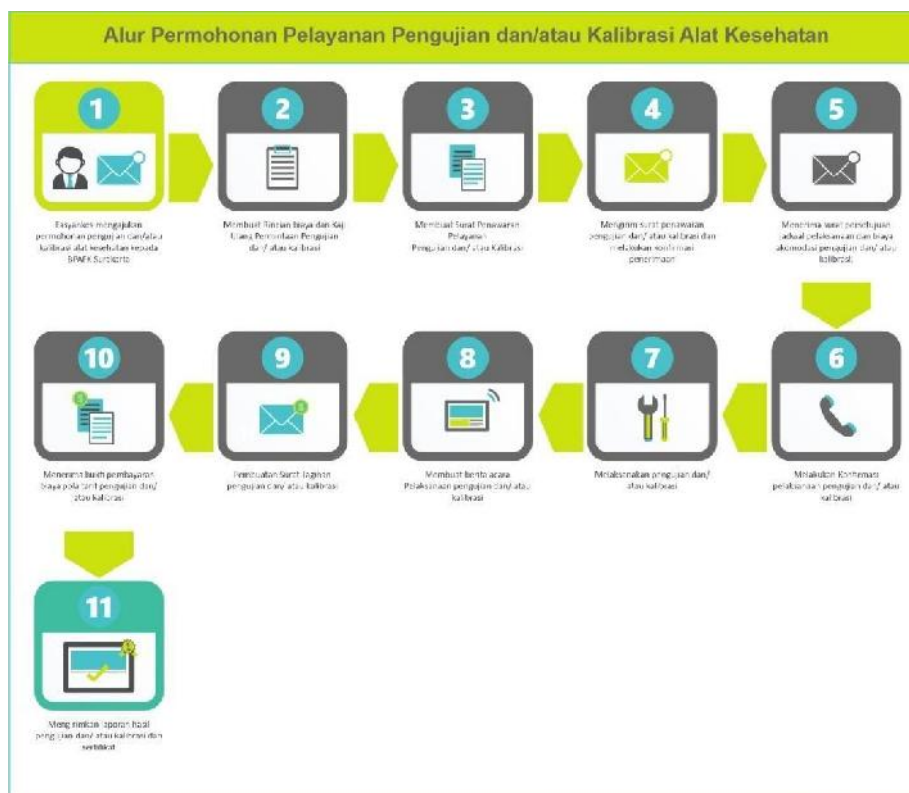 Alur Permohonan Pelayanan Pengujian dan/atau Kalibrasi Alat Kesehatan
1
2
3
4
5
Fasyankes mengajukan
permohonan pengujian dan/atau
kalibrasi alat kesehatan kepada
BPAFK Surakarta
Membuat Rincian biaya dan Kaji
Ulang Permintaan Pengujian
dan/ atau kalibrasi
Membuat Surat Penawaran
Pelayanan
Pengujian dan/ atau Kalibrasi
Mengirim surat penawaran
pengujian dan/ atau kalibrasi dan
melakukan konfirmasi
penerimaan
Menerima surat persetujuan
jadwal pelaksanaan dan biaya
akomodasi pengujian dan/ atau
kalibrasi.
10
9
8
7
6
Menerima bukti pembayaran
biaya pola tarif pengujian dan/
atau kalibrasi
Pembuatan Surat Tagihan
pengujian dan/ atau kalibrasi
Membuat berita acara
Pelaksanaan pengujian dan/ atau
kalibrasi
Melaksanakan pengujian dan/
atau kalibrasi
Melakukan Konfirmasi
pelaksanaan pengujian dan/ atau
kalibrasi
11
Mengirimkan laporan hasil
pengujian dan/ atau kalibrasi dan
sertifikat